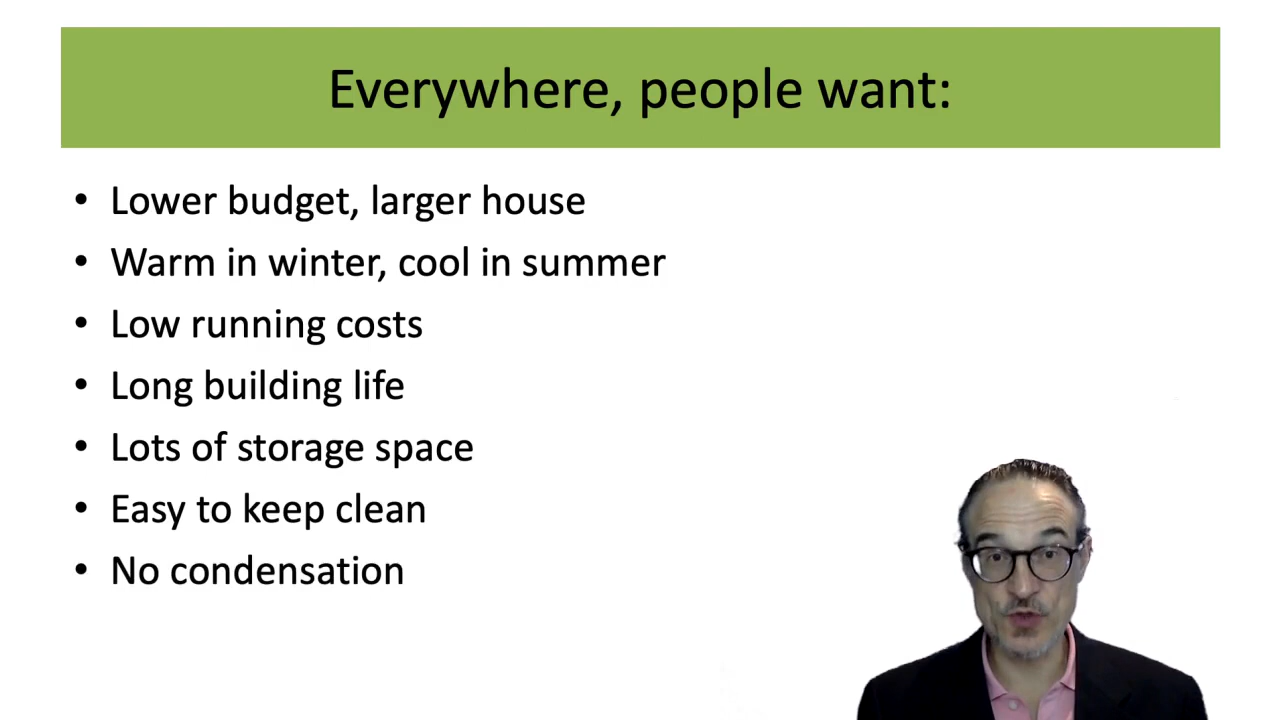 Everywhere, people want:
• Lower budget, larger house
• Warm in winter, cool in summer
• Low running costs
• Long building life
• Lots of storage space
• Easy to keep clean
• No condensation